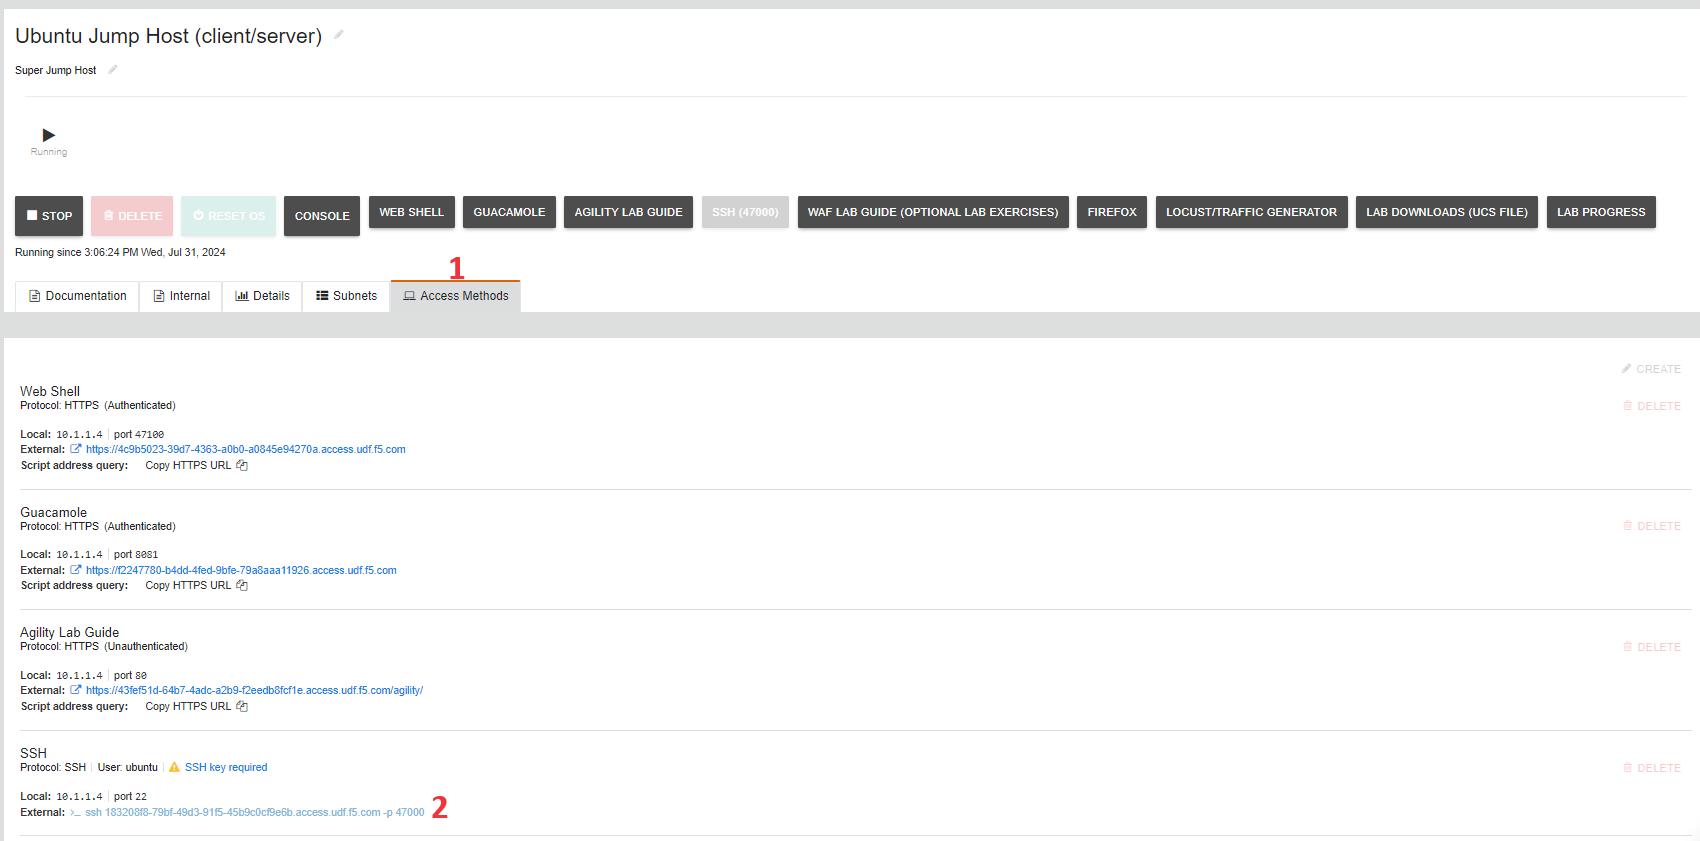 Ubuntu Jump Host (client/server)
Super Jump Host
Running
STOP DELETE RESET OS CONSOLE WEB SHELL GUACAMOLE AGILITY LAB GUIDE SSH (47000) WAF LAB GUIDE (OPTIONAL LAB EXERCISES) FIREFOX LOCUST/TRAFFIC GENERATOR LAB DOWNLOADS (UCS FILE) LAB PROGRESS
Running since 3:06:24 PM Wed, Jul 31, 2024
1
Documentation Internal Details Subnets Access Methods
CREATE
Web Shell
Protocol: HTTPS (Authenticated)
DELETE
Local: 10.1.1.4 port 47100
External: https://4c9b5023-39d7-4363-a0b0-a0845e94270a.access.udf.f5.com
Script address query: Copy HTTPS URL
Guacamole
Protocol: HTTPS (Authenticated)
DELETE
Local: 10.1.1.4 port 8081
External: https://f2247780-b4dd-4fed-9bfe-79a8aaa11926.access.udf.f5.com
Script address query: Copy HTTPS URL
Agility Lab Guide
Protocol: HTTPS (Unauthenticated)
DELETE
Local: 10.1.1.4 port 80
External: https://43fef51d-64b7-4adc-a2b9-f2eedb8fcf1e.access.udf.f5.com/agility/
Script address query: Copy HTTPS URL
SSH
Protocol: SSH User: ubuntu SSH key required
DELETE
Local: 10.1.1.4 port 22
External: >_ ssh 183208f8-79bf-49d3-91f5-45b9c0cf9e6b.access.udf.f5.com -p 47000 2